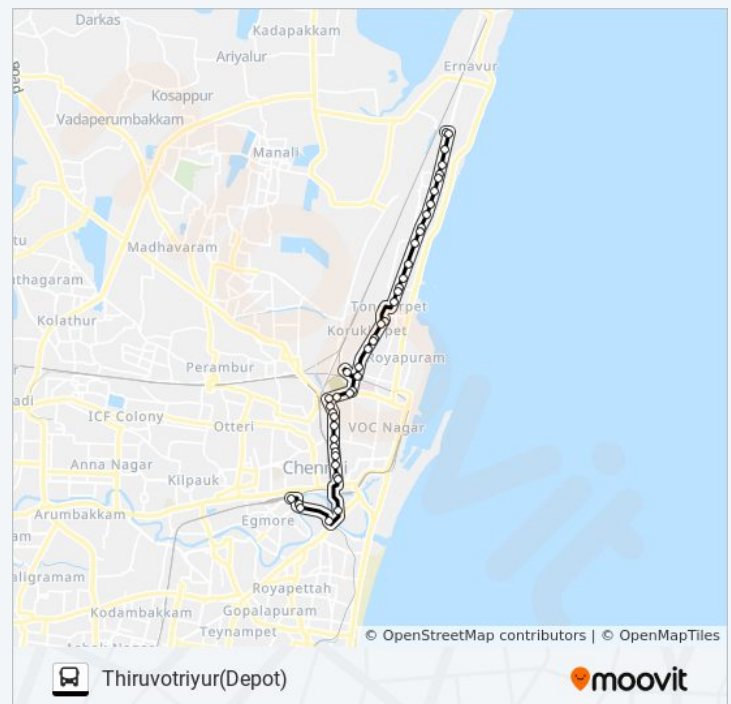 Darkas
Kadapakkam
Ariyalur
Ernavur
Kosappur
Vadaperumbakkam
Manali
Madhavaram
Kolathur
Korukkupet
Royapuram
Perambur
ICF Colony
Otteri
VOC Nagar
Anna Nagar
Kilpauk
Arumbakkam
Egmore
Royapettah
Kodambakkam
Gopalapuram
Teynampet
© OpenStreetMap contributors | © OpenMapTiles
Thiruvotriyur(Depot)
moovit